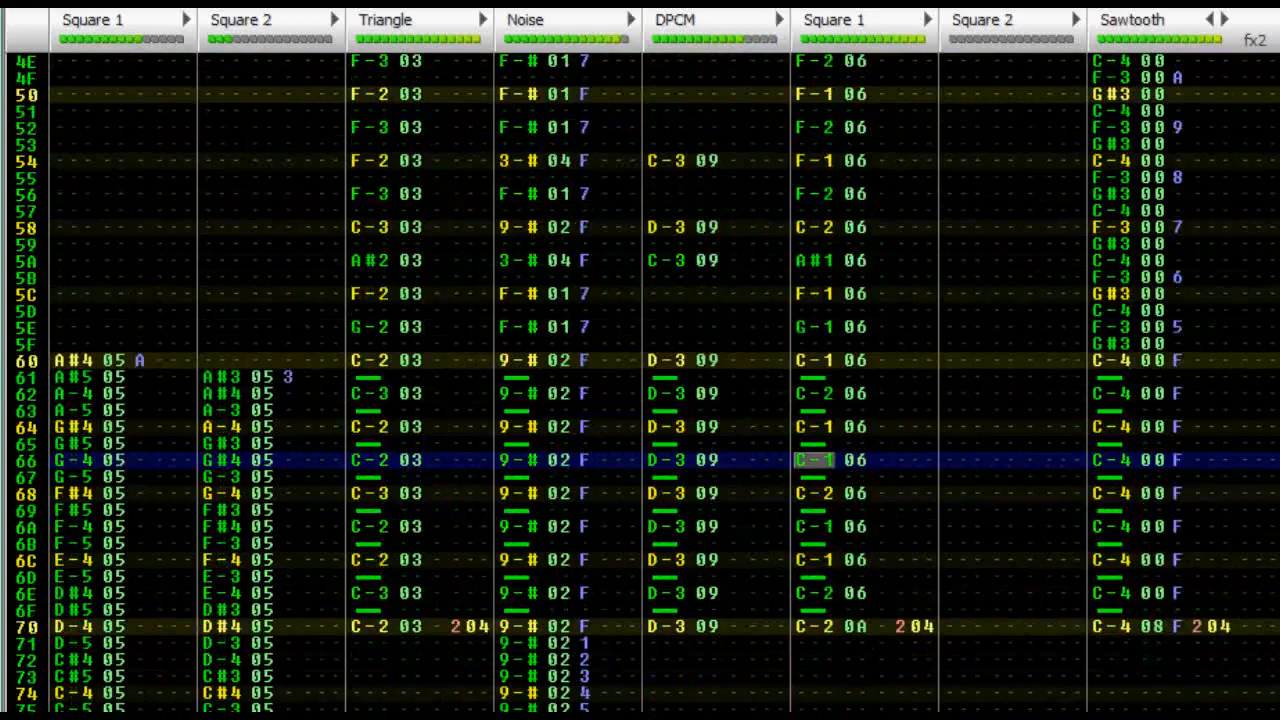 Square 1 Square 2 Triangle Noise DPCM Square 1 Square 2 Sawtooth
fx2
4E F-3 03 F-# 01 7 F-2 06 C-4 00
4F F-3 00 A
50 F-2 03 F-# 01 F F-1 06 G#3 00
51 C-4 00
52 F-3 03 F-# 01 7 F-2 06 F-3 00 9
53 G#3 00
54 F-2 03 3-# 04 F C-3 09 F-1 06 C-4 00
55 F-3 00 8
56 F-3 03 F-# 01 7 F-2 06 G#3 00
57 C-4 00
58 C-3 03 9-# 02 F D-3 09 C-2 06 F-3 00 7
59 G#3 00
5A A#2 03 3-# 04 F C-3 09 A#1 06 C-4 00
5B F-3 00 6
5C F-2 03 F-# 01 7 F-1 06 G#3 00
5D C-4 00
5E G-2 03 F-# 01 7 G-1 06 F-3 00 5
5F G#3 00
60 A#4 05 A C-2 03 9-# 02 F D-3 09 C-1 06 C-4 00 F
61 A#5 05 A#3 05 3
62 A-4 05 A#4 05 C-3 03 9-# 02 F D-3 09 C-2 06 C-4 00 F
63 A-5 05 A-3 05
64 G#4 05 A-4 05 C-2 03 9-# 02 F D-3 09 C-1 06 C-4 00 F
65 G#5 05 G#3 05
66 G-4 05 G#4 05 C-2 03 9-# 02 F D-3 09 C-1 06 C-4 00 F
67 G-5 05 G-3 05
68 F#4 05 G-4 05 C-3 03 9-# 02 F D-3 09 C-2 06 C-4 00 F
69 F#5 05 F#3 05
6A F-4 05 F#4 05 C-2 03 9-# 02 F D-3 09 C-1 06 C-4 00 F
6B F-5 05 F-3 05
6C E-4 05 F-4 05 C-2 03 9-# 02 F D-3 09 C-1 06 C-4 00 F
6D E-5 05 E-3 05
6E D#4 05 E-4 05 C-3 03 9-# 02 F D-3 09 C-2 06 C-4 00 F
6F D#5 05 D#3 05
70 D-4 05 D#4 05 C-2 03 204 9-# 02 F D-3 09 C-2 0A 204 C-4 08 F 204
71 D-5 05 D-3 05 9-# 02 1
72 C#4 05 D-4 05 9-# 02 2
73 C#5 05 C#3 05 9-# 02 3
74 C-4 05 C#4 05 9-# 02 4
75 C-5 05 C-3 05 9-# 02 5